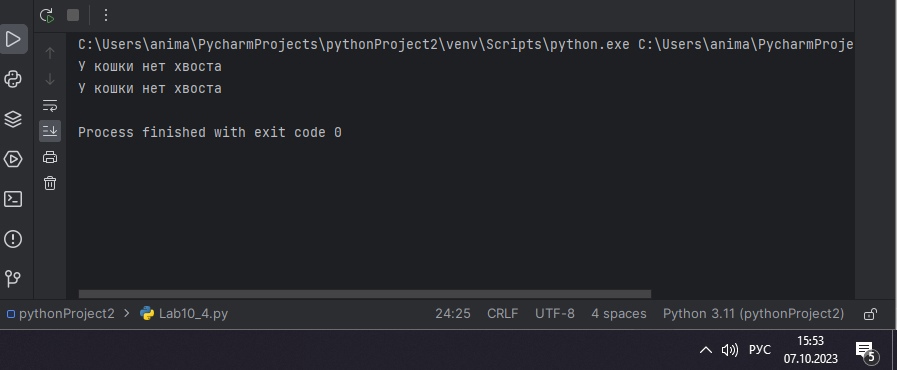 C:\Users\anima\PycharmProjects\pythonProject2\venv\Scripts\python.exe C:\Users\anima\PycharmProje
У кошки нет хвоста
У кошки нет хвоста
Process finished with exit code 0
pythonProject2 > Lab10_4.py 24:25 CRLF UTF-8 4 spaces Python 3.11 (pythonProject2)
РУС 15:53
07.10.2023 5